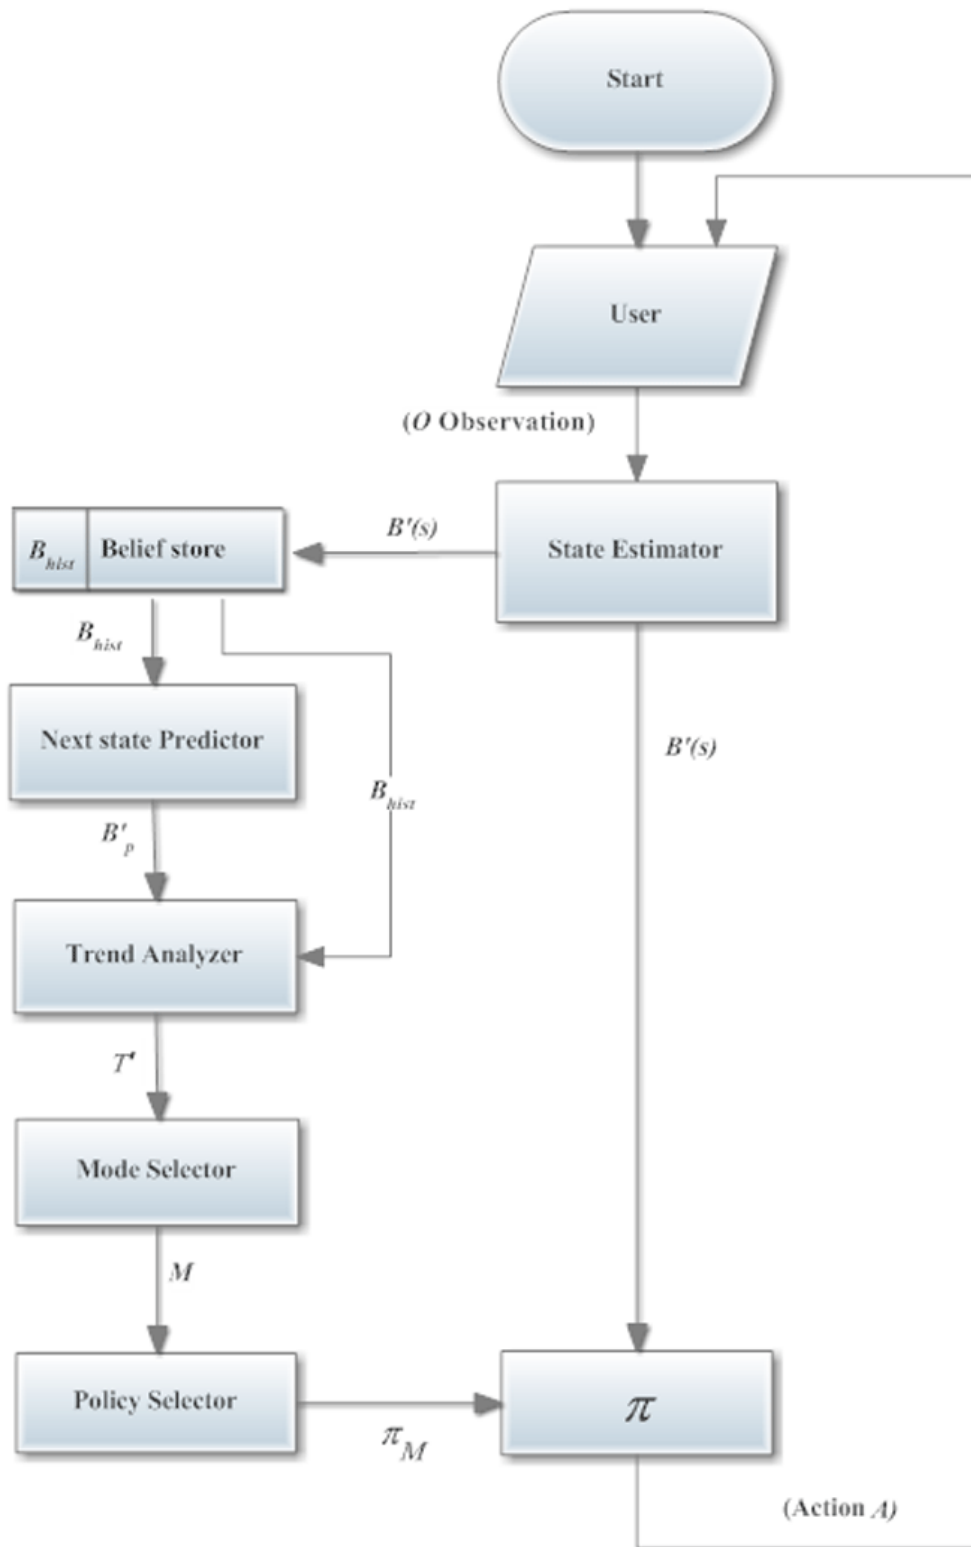 Start
User
(O Observation)
State Estimator
B'(s)
B_hist Belief store
B_hist
Next state Predictor
B'(s)
B_hist
B'_p
Trend Analyzer
T'
Mode Selector
M
Policy Selector
π_M
π
(Action A)